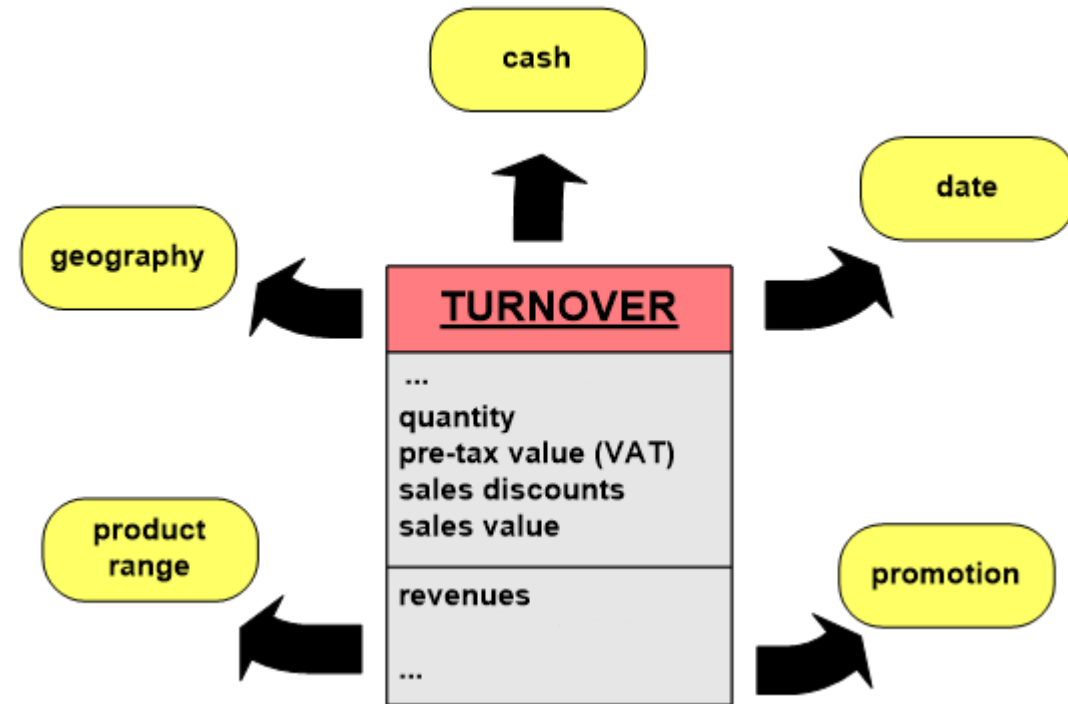 cash
date
geography
TURNOVER
...
quantity
pre-tax value (VAT)
sales discounts
sales value
product
range
promotion
revenues
...